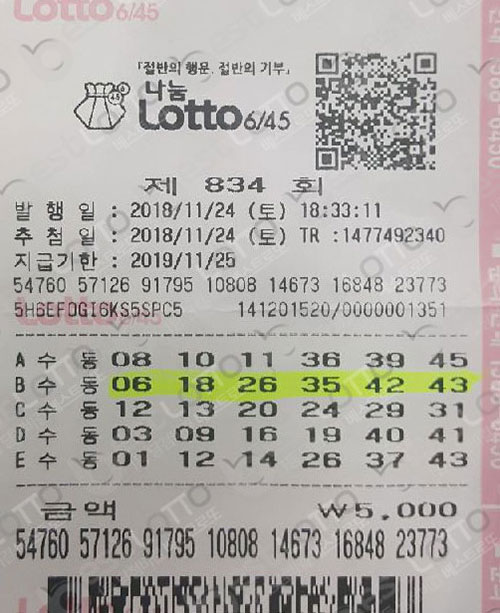 Lotto 6/45
「절반의 행운, 절반의 기부」
나눔
Lotto 6/45
제 834 회
발 행 일 : 2018/11/24 (토) 18:33:11
추 첨 일 : 2018/11/24 (토) TR :1477492340
지급기한 : 2019/11/25
54760 57126 91795 10808 14673 16848 23773
5H6EFOGI6KS5SPC5 141201520/0000001351
A 수 동 08 10 11 36 39 45
B 수 동 06 18 26 35 42 43
C 수 동 12 13 20 24 29 31
D 수 동 03 09 16 19 40 41
E 수 동 01 12 14 26 37 43
금액 ₩5,000
54760 57126 91795 10808 14673 16848 23773